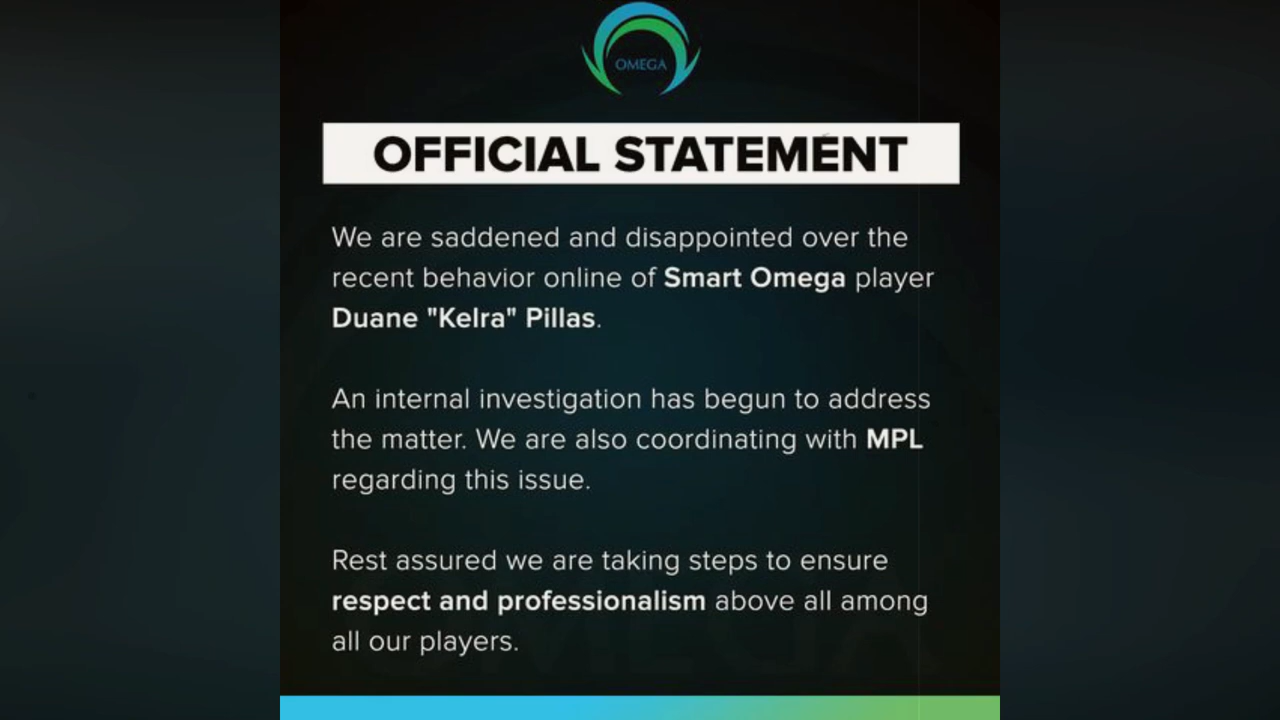 OMEGA
OFFICIAL STATEMENT
We are saddened and disappointed over the
recent behavior online of Smart Omega player
Duane "Kelra" Pillas.
An internal investigation has begun to address
the matter. We are also coordinating with MPL
regarding this issue.
Rest assured we are taking steps to ensure
respect and professionalism above all among
all our players.